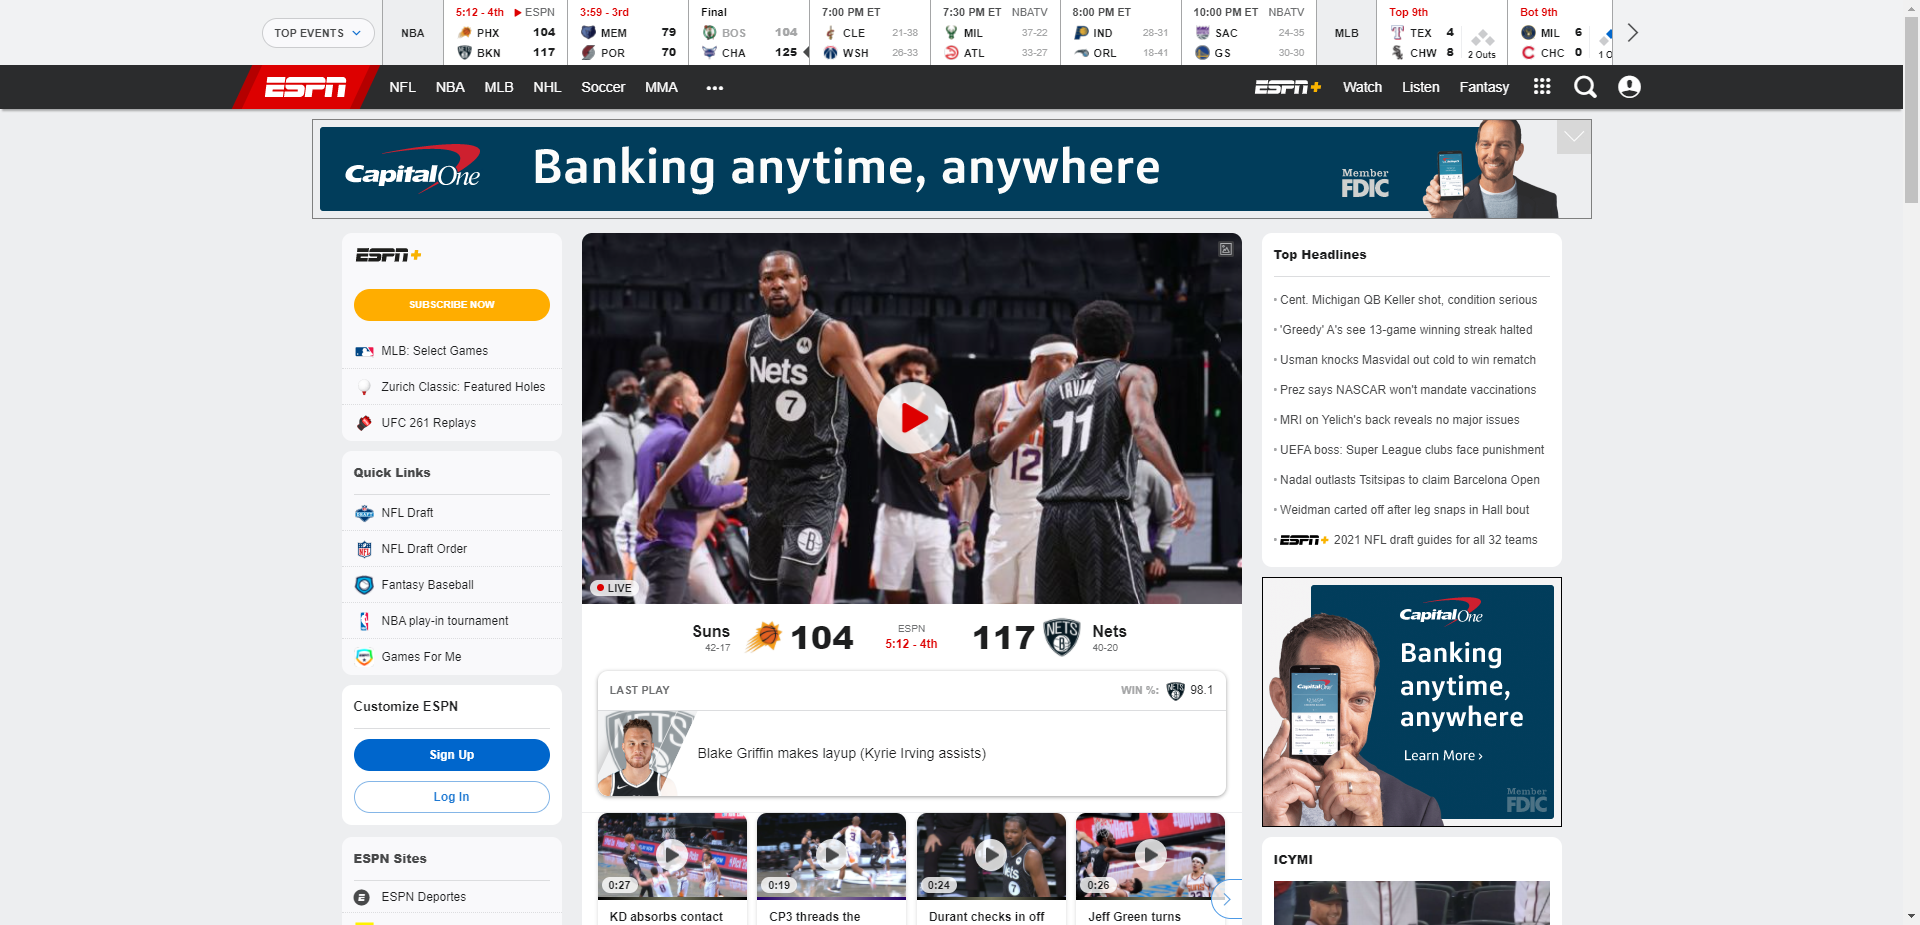 TOP EVENTS
NBA
5:12 - 4th ESPN
PHX 104
BKN 117
3:59 - 3rd
MEM 79
POR 70
Final
BOS 104
CHA 125
7:00 PM ET
CLE 21-38
WSH 26-33
7:30 PM ET NBATV
MIL 37-22
ATL 33-27
8:00 PM ET
IND 28-31
ORL 18-41
10:00 PM ET NBATV
SAC 24-35
GS 30-30
MLB
Top 9th
TEX 4
CHW 8
2 Outs
Bot 9th
MIL 6
CHC 0
1 O
ESPN NFL NBA MLB NHL Soccer MMA
ESPN+ Watch Listen Fantasy
Capital One
Banking anytime, anywhere
Member
FDIC
ESPN+
SUBSCRIBE NOW
MLB: Select Games
Zurich Classic: Featured Holes
UFC 261 Replays
Quick Links
NFL Draft
NFL Draft Order
Fantasy Baseball
NBA play-in tournament
Games For Me
Customize ESPN
Sign Up
Log In
ESPN Sites
ESPN Deportes
Nets
7
IRVING
11
12
LIVE
Suns
42-17
104
ESPN
5:12 - 4th
117
NETS
Nets
40-20
LAST PLAY
WIN %: 98.1
NETS
Blake Griffin makes layup (Kyrie Irving assists)
0:27
KD absorbs contact
0:19
CP3 threads the
0:24
Durant checks in off
0:26
Jeff Green turns
Top Headlines
Cent. Michigan QB Keller shot, condition serious
'Greedy' A's see 13-game winning streak halted
Usman knocks Masvidal out cold to win rematch
Prez says NASCAR won't mandate vaccinations
MRI on Yelich's back reveals no major issues
UEFA boss: Super League clubs face punishment
Nadal outlasts Tsitsipas to claim Barcelona Open
Weidman carted off after leg snaps in Hall bout
ESPN+ 2021 NFL draft guides for all 32 teams
Capital One
Banking
anytime,
anywhere
Learn More ›
Member
FDIC
ICYMI